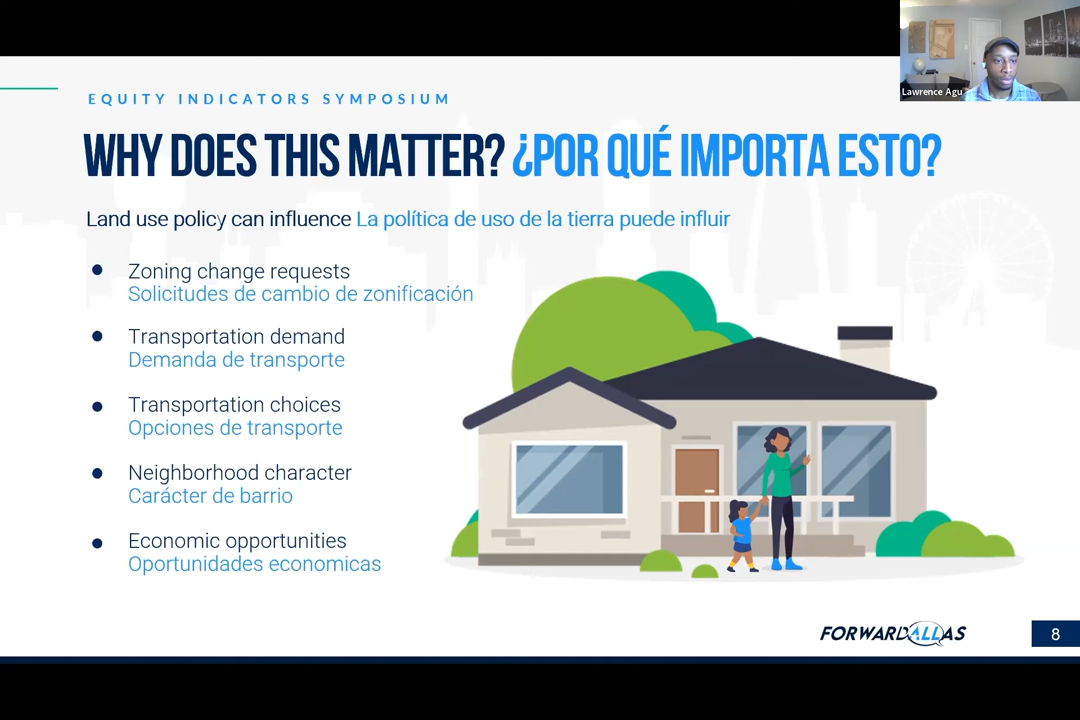 Lawrence Agu
EQUITY INDICATORS SYMPOSIUM
WHY DOES THIS MATTER? ¿POR QUÉ IMPORTA ESTO?
Land use policy can influence La política de uso de la tierra puede influir
Zoning change requests
Solicitudes de cambio de zonificación
Transportation demand
Demanda de transporte
Transportation choices
Opciones de transporte
Neighborhood character
Carácter de barrio
Economic opportunities
Oportunidades economicas
FORWARDALLAS
8